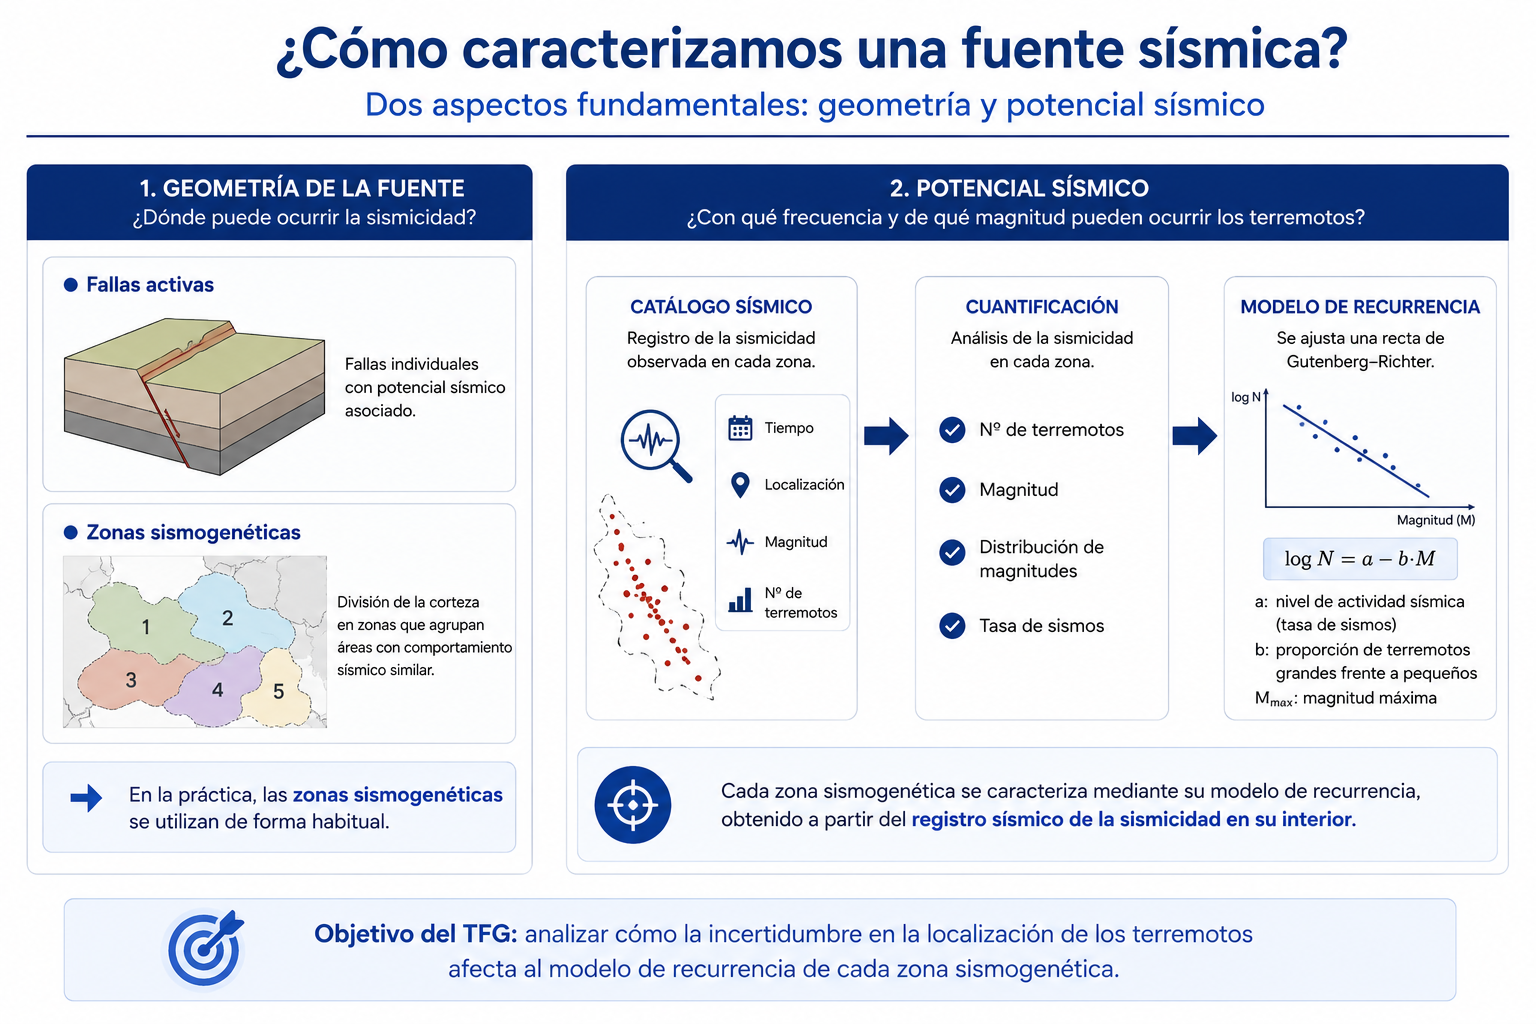 ¿Cómo caracterizamos una fuente sísmica?
Dos aspectos fundamentales: geometría y potencial sísmico
1. GEOMETRÍA DE LA FUENTE
¿Dónde puede ocurrir la sismicidad?
Fallas activas
Fallas individuales
con potencial sísmico
asociado.
Zonas sismogenéticas
1
2
3
4
5
División de la corteza
en zonas que agrupan
áreas con comportamiento
sísmico similar.
En la práctica, las zonas sismogenéticas
se utilizan de forma habitual.
2. POTENCIAL SÍSMICO
¿Con qué frecuencia y de qué magnitud pueden ocurrir los terremotos?
CATÁLOGO SÍSMICO
Registro de la sismicidad
observada en cada zona.
Tiempo
Localización
Magnitud
Nº de
terremotos
CUANTIFICACIÓN
Análisis de la sismicidad
en cada zona.
Nº de terremotos
Magnitud
Distribución de
magnitudes
Tasa de sismos
MODELO DE RECURRENCIA
Se ajusta una recta de
Gutenberg–Richter.
log N
Magnitud (M)
log N = a − b·M
a: nivel de actividad sísmica
(tasa de sismos)
b: proporción de terremotos
grandes frente a pequeños
Mmax: magnitud máxima
Cada zona sismogenética se caracteriza mediante su modelo de recurrencia,
obtenido a partir del registro sísmico de la sismicidad en su interior.
Objetivo del TFG: analizar cómo la incertidumbre en la localización de los terremotos
afecta al modelo de recurrencia de cada zona sismogenética.